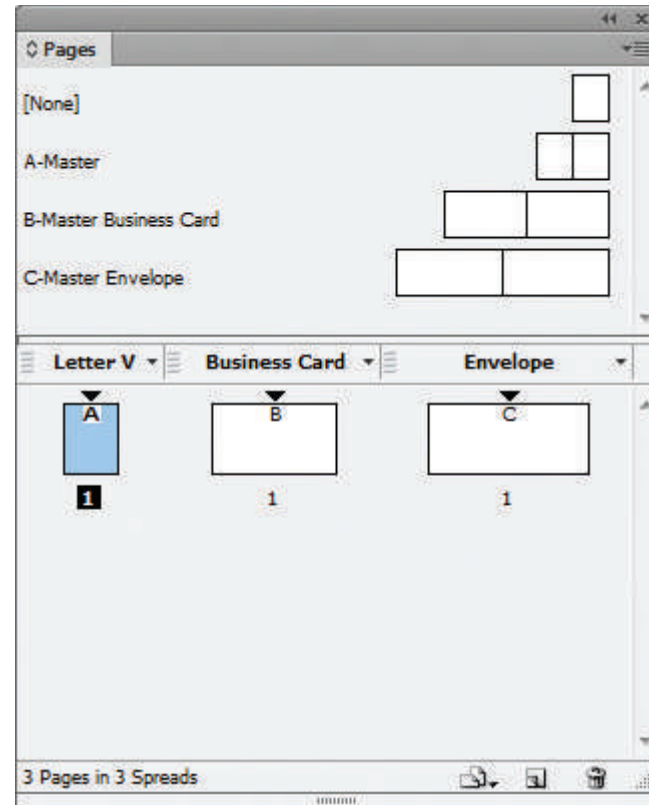 Pages
[None]
A-Master
B-Master Business Card
C-Master Envelope
Letter V Business Card Envelope
A B C
1 1 1
3 Pages in 3 Spreads